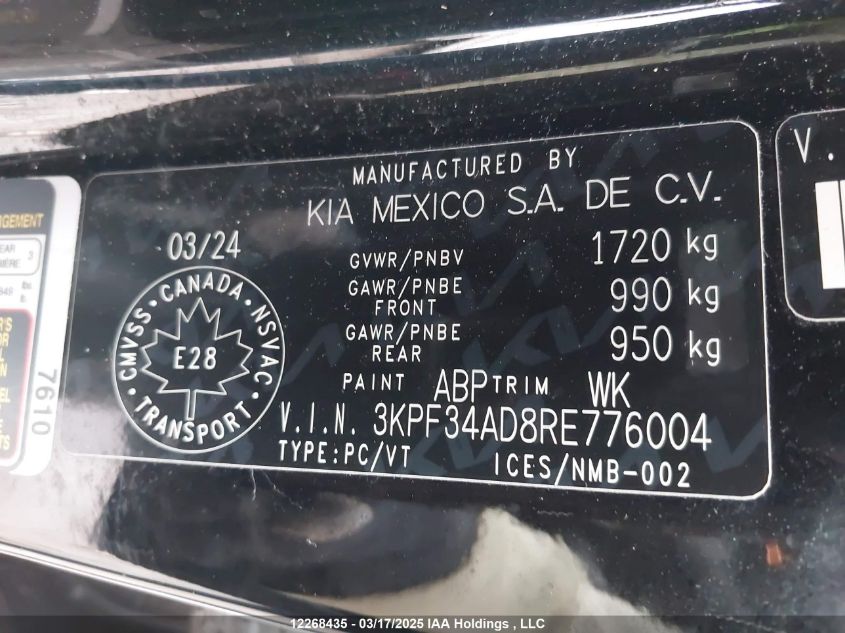 MANUFACTURED BY
KIA MEXICO S.A. DE C.V.
03/24
GVWR/PNBV 1720 kg
GAWR/PNBE FRONT 990 kg
GAWR/PNBE REAR 950 kg
PAINT ABP TRIM WK
V.I.N. 3KPF34AD8RE776004
TYPE:PC/VT ICES/NMB-002
CMVSS • CANADA • NSVAC
E28
• TRANSPORT •
V.
3
7610
12268435 - 03/17/2025 IAA Holdings , LLC